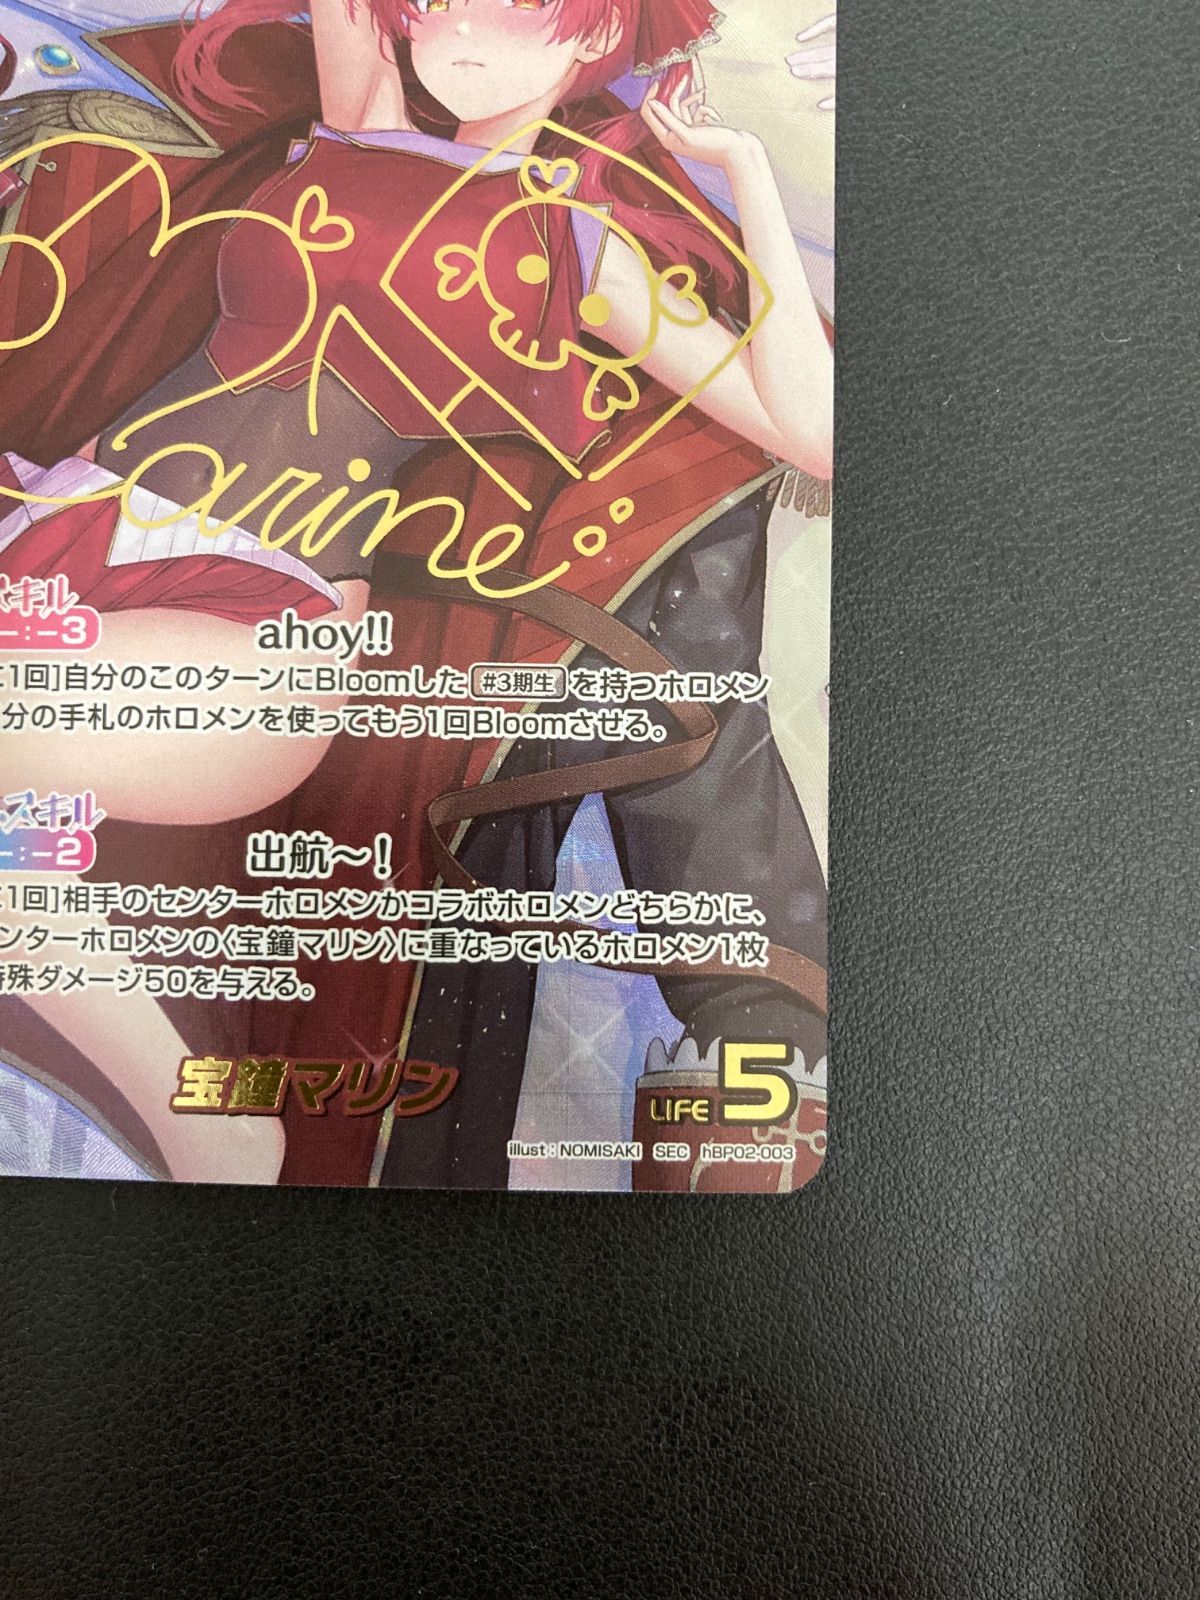 Marine
スキル
-3
ahoy!!
1回]自分のこのターンにBloomした #3期生 を持つホロメン
分の手札のホロメンを使ってもう1回Bloomさせる。
スキル
-2
出航～!
1回]相手のセンターホロメンかコラボホロメンどちらかに、
ンターホロメンの〈宝鐘マリン〉に重なっているホロメン1枚
殊ダメージ50を与える。
宝鐘マリン
LIFE 5
illust:NOMISAKI SEC hBP02-003